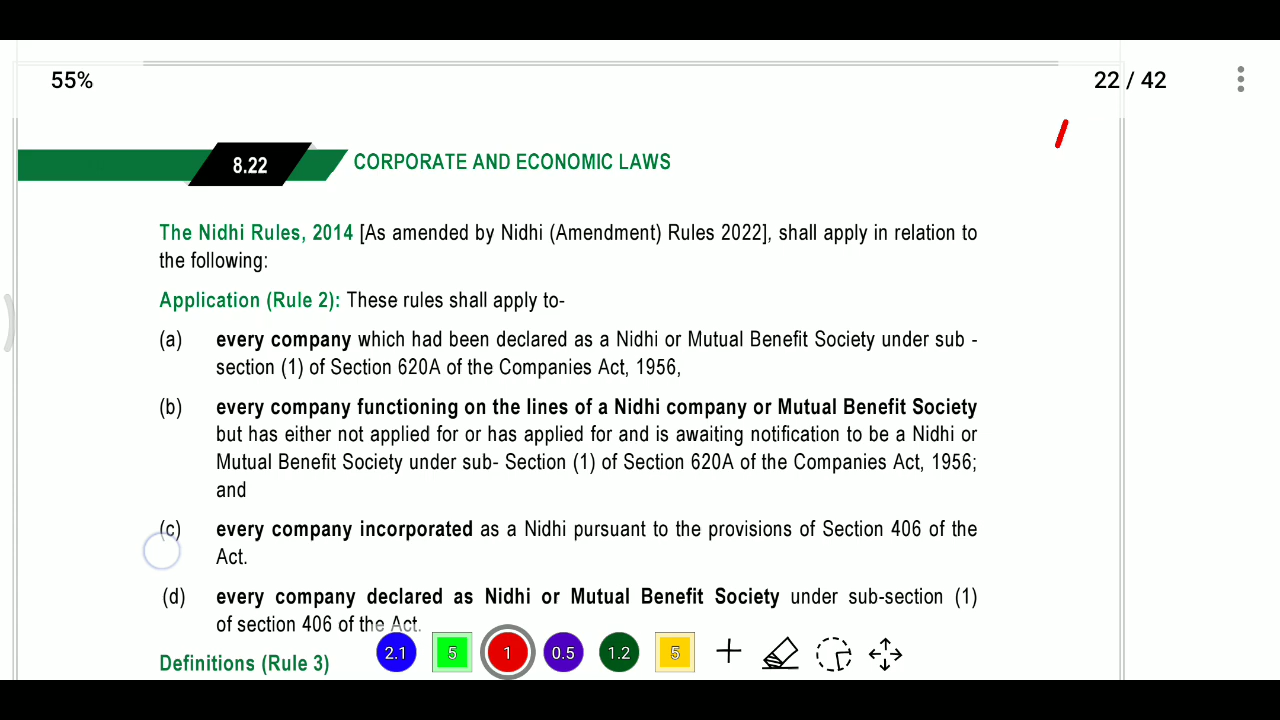 55%
22 / 42
8.22
CORPORATE AND ECONOMIC LAWS
The Nidhi Rules, 2014 [As amended by Nidhi (Amendment) Rules 2022], shall apply in relation to
the following:
Application (Rule 2): These rules shall apply to-
(a) every company which had been declared as a Nidhi or Mutual Benefit Society under sub -
section (1) of Section 620A of the Companies Act, 1956,
(b) every company functioning on the lines of a Nidhi company or Mutual Benefit Society
but has either not applied for or has applied for and is awaiting notification to be a Nidhi or
Mutual Benefit Society under sub- Section (1) of Section 620A of the Companies Act, 1956;
and
(c) every company incorporated as a Nidhi pursuant to the provisions of Section 406 of the
Act.
(d) every company declared as Nidhi or Mutual Benefit Society under sub-section (1)
of section 406 of the Act.
Definitions (Rule 3)
2.1 5 1 0.5 1.2 5